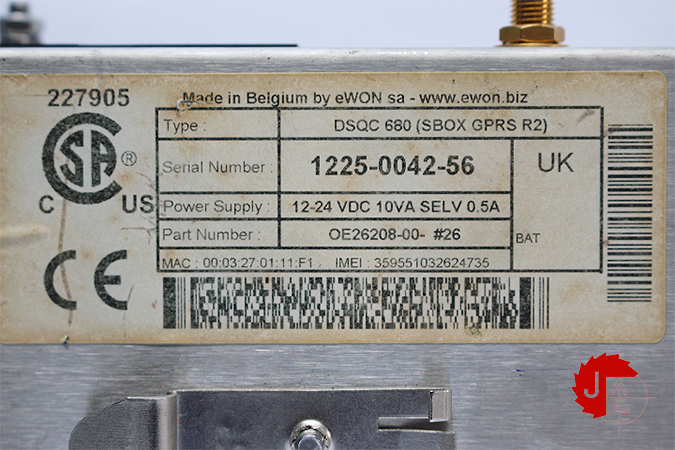 227905
Made in Belgium by eWON sa - www.ewon.biz
Type : DSQC 680 (SBOX GPRS R2)
Serial Number : 1225-0042-56 UK
Power Supply : 12-24 VDC 10VA SELV 0.5A
Part Number : OE26208-00- #26 BAT
MAC : 00:03:27:01:11:F1 IMEI : 359551032624735
SA ®
C US
CE
J